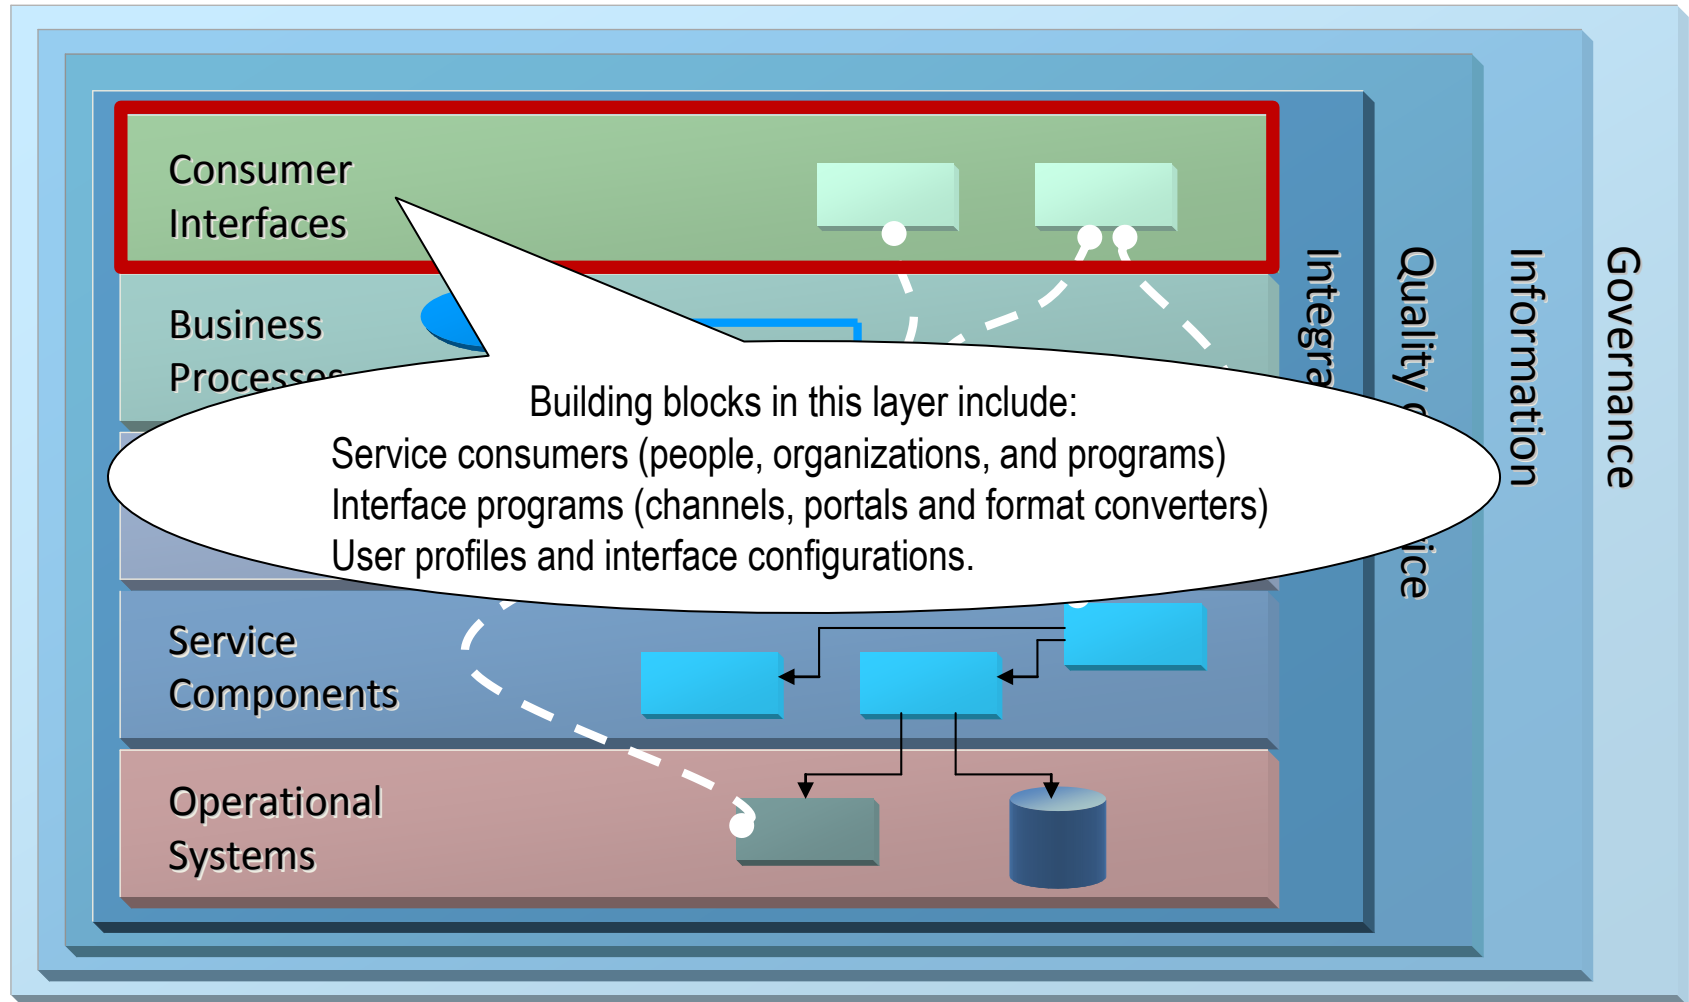 Consumer
Interfaces
Business
Processes
Building blocks in this layer include:
Service consumers (people, organizations, and programs)
Interface programs (channels, portals and format converters)
User profiles and interface configurations.
Service
Components
Operational
Systems
Quality
Information
Governance